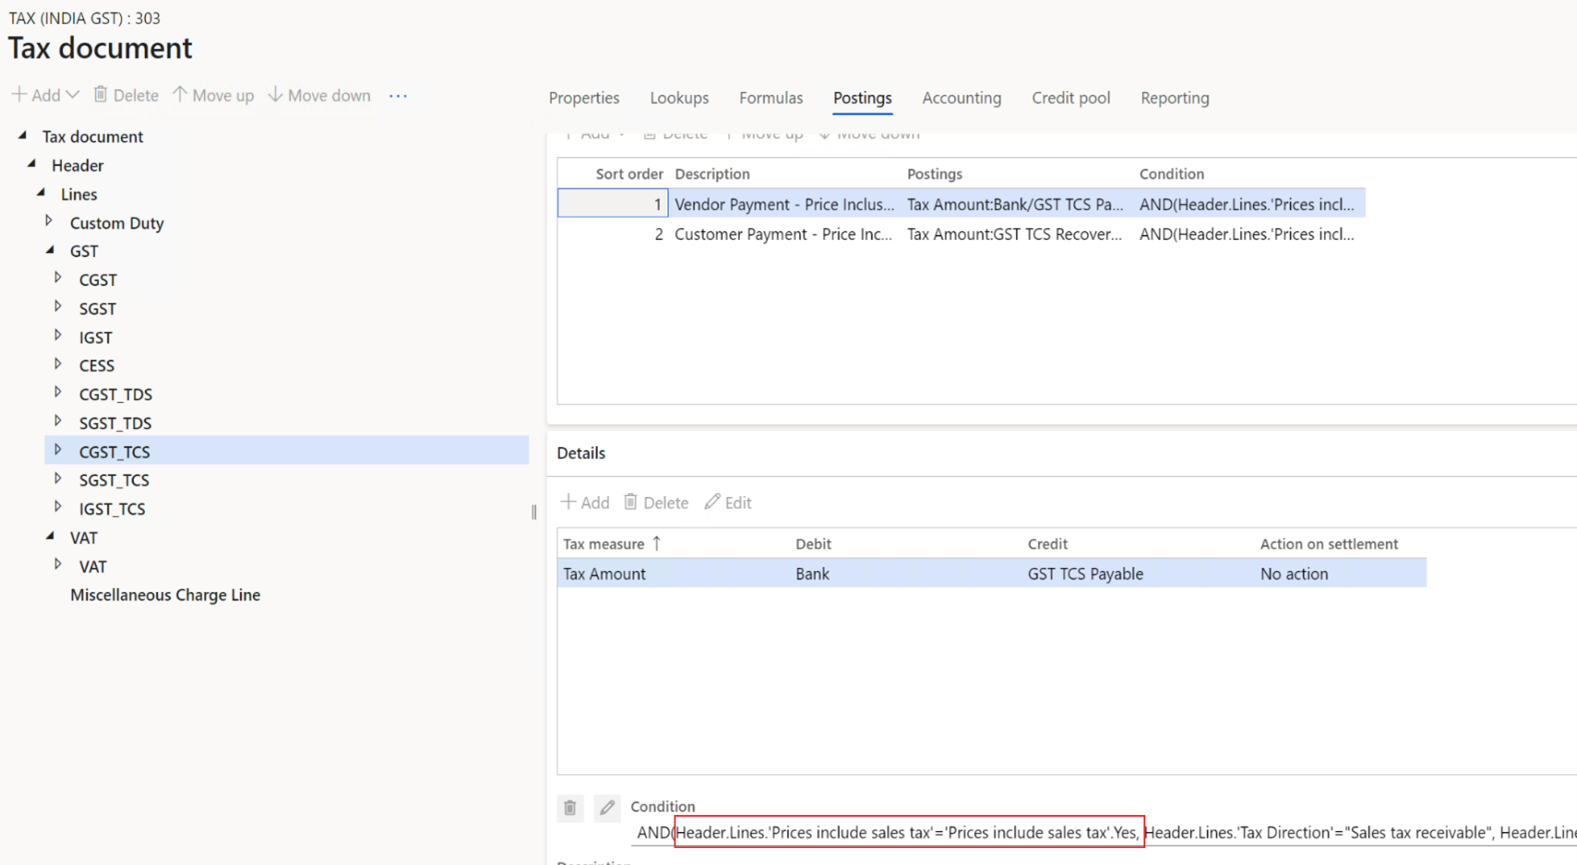 TAX (INDIA GST) : 303
Tax document
Add Delete Move up Move down ...
Properties Lookups Formulas Postings Accounting Credit pool Reporting
Add Delete Move up Move down
Tax document
Header
Lines
Custom Duty
GST
CGST
SGST
IGST
CESS
CGST_TDS
SGST_TDS
CGST_TCS
SGST_TCS
IGST_TCS
VAT
VAT
Miscellaneous Charge Line
Sort order Description Postings Condition
1 Vendor Payment - Price Inclus... Tax Amount:Bank/GST TCS Pa... AND(Header.Lines.'Prices incl...
2 Customer Payment - Price Inc... Tax Amount:GST TCS Recover... AND(Header.Lines.'Prices incl...
Details
Add Delete Edit
Tax measure ↑ Debit Credit Action on settlement
Tax Amount Bank GST TCS Payable No action
Condition
AND(Header.Lines.'Prices include sales tax'='Prices include sales tax'.Yes, Header.Lines.'Tax Direction'="Sales tax receivable", Header.Line